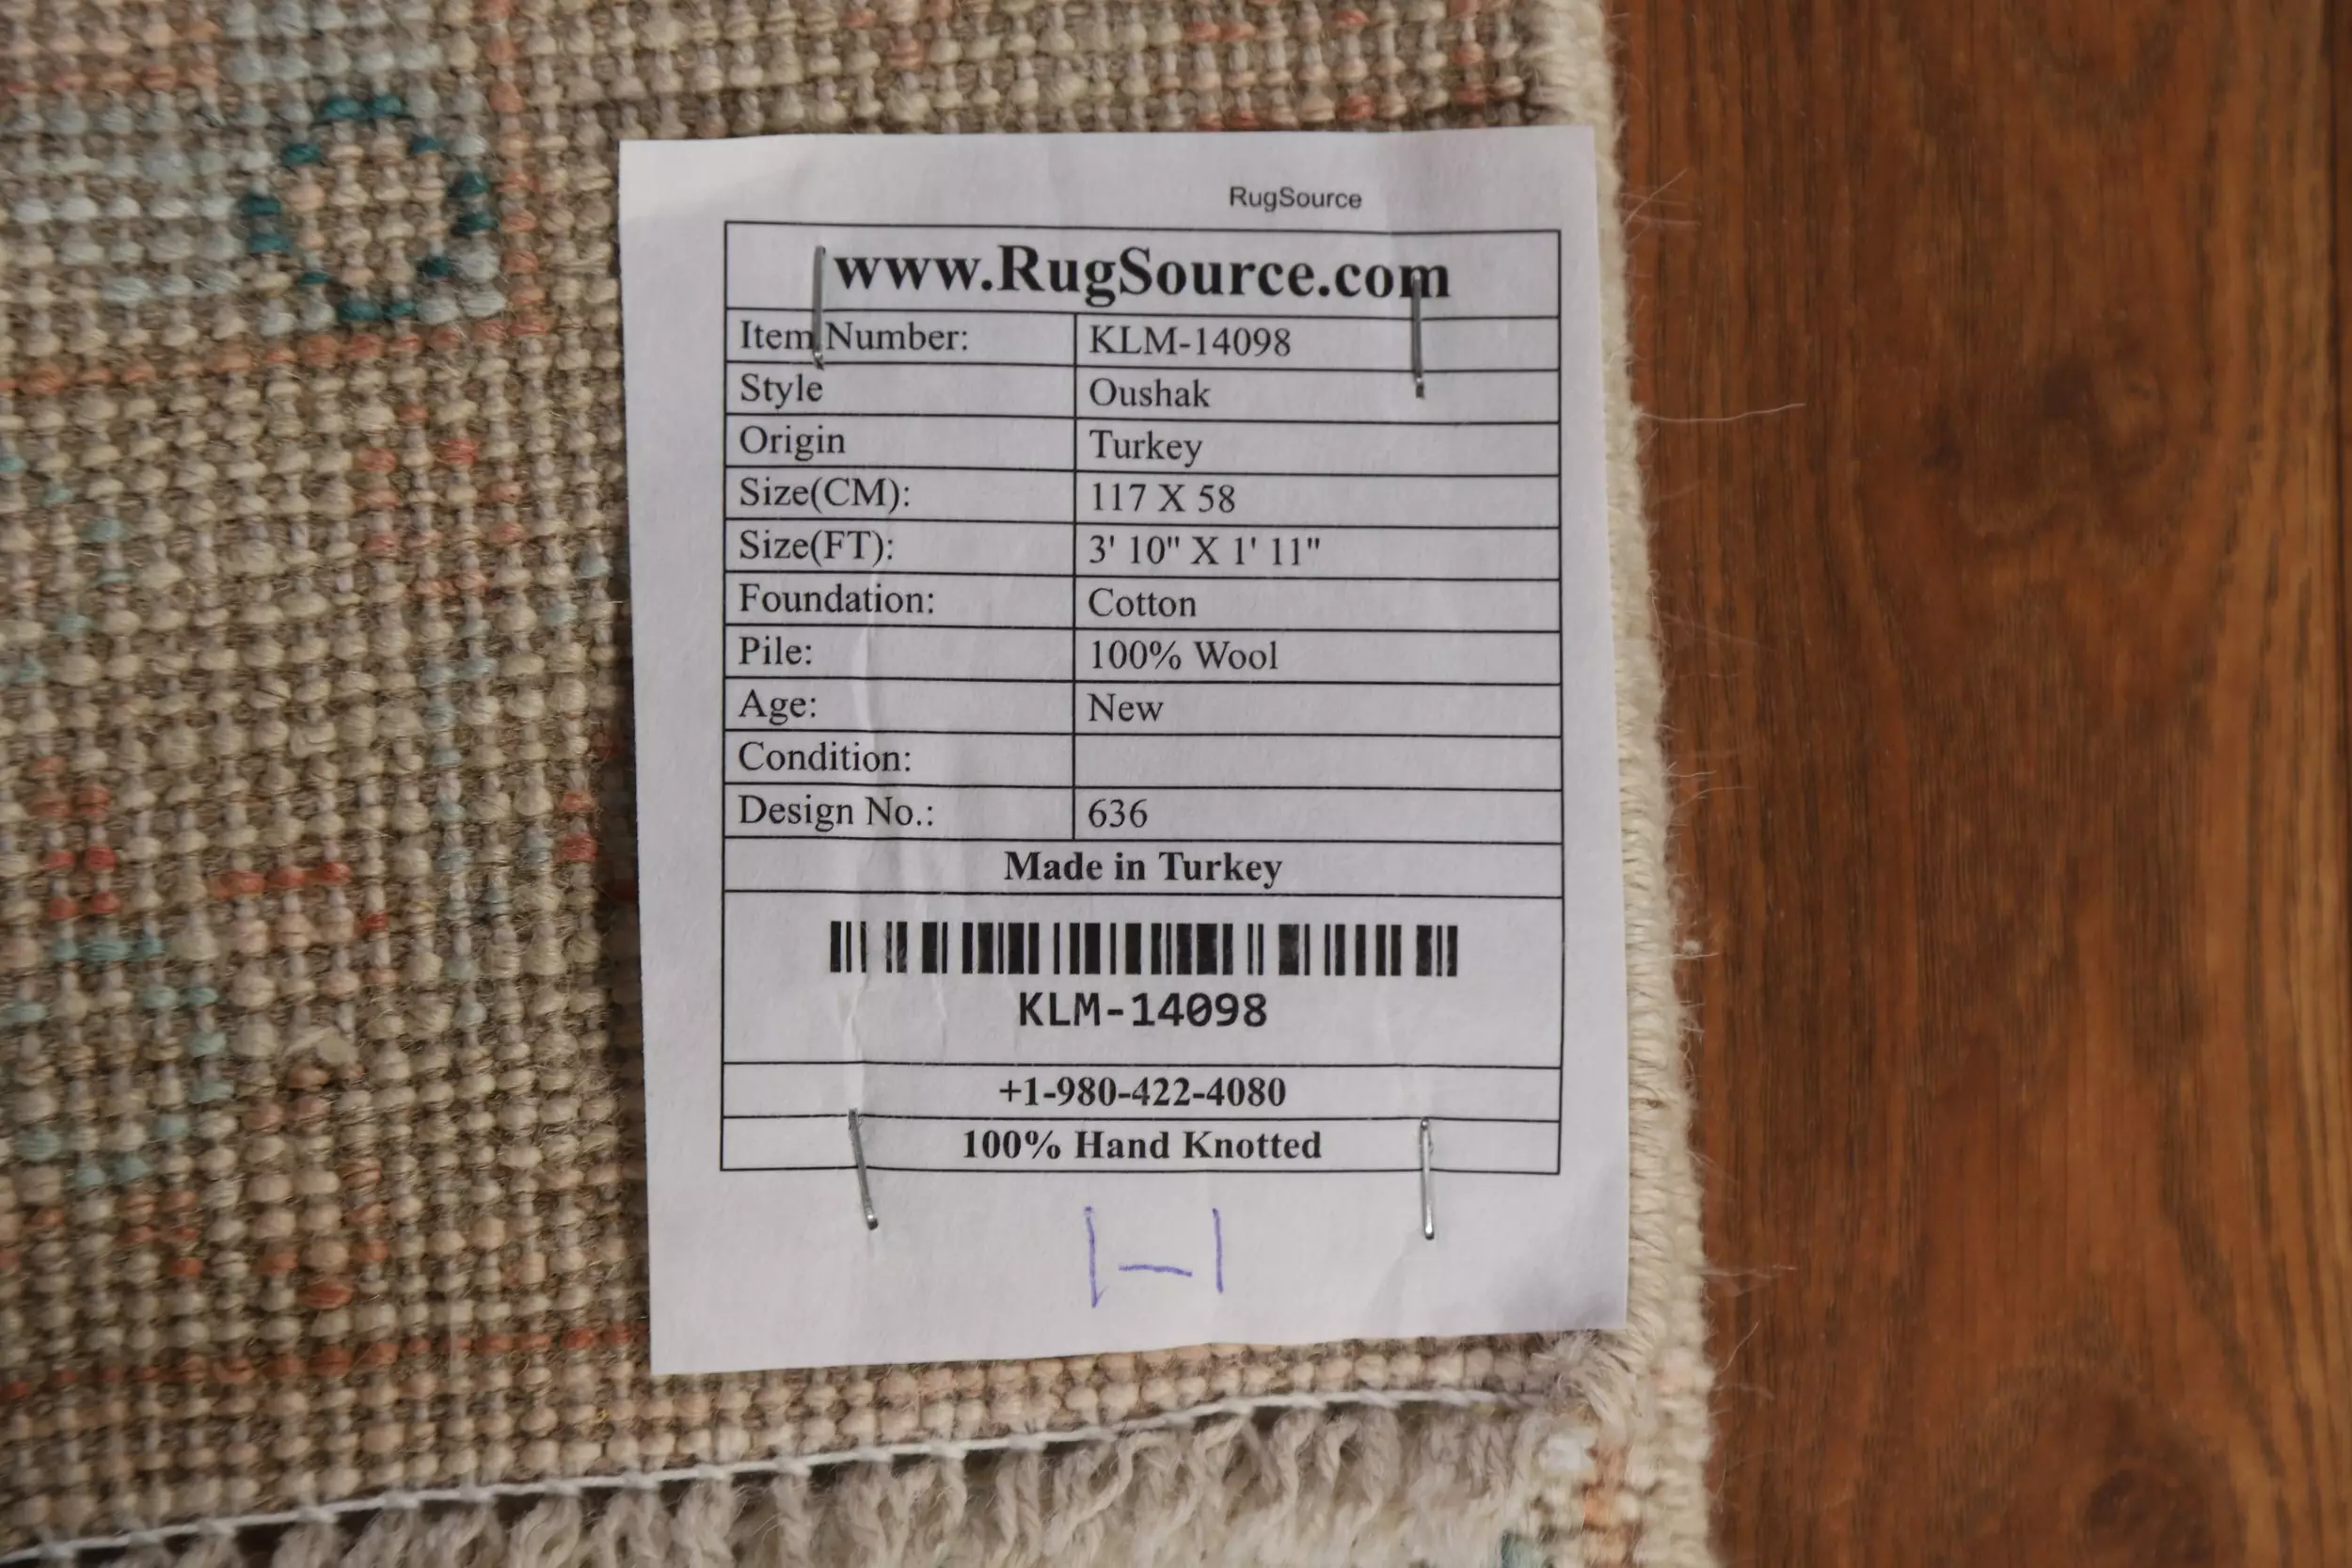 RugSource
www.RugSource.com
Item Number: KLM-14098
Style Oushak
Origin Turkey
Size(CM): 117 X 58
Size(FT): 3' 10" X 1' 11"
Foundation: Cotton
Pile: 100% Wool
Age: New
Condition:
Design No.: 636
Made in Turkey
KLM-14098
+1-980-422-4080
100% Hand Knotted
1-1